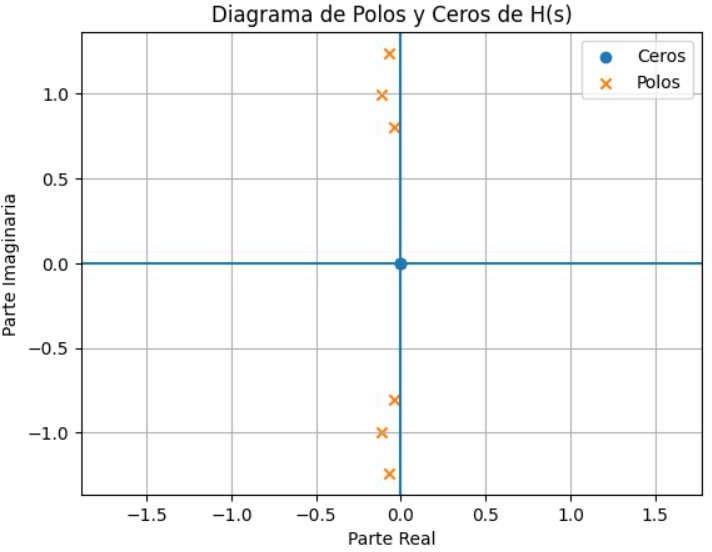 Diagrama de Polos y Ceros de H(s)
Ceros
Polos
Parte Imaginaria
1.0
0.5
0.0
−0.5
−1.0
−1.5
−1.0
−0.5
0.0
0.5
1.0
1.5
Parte Real